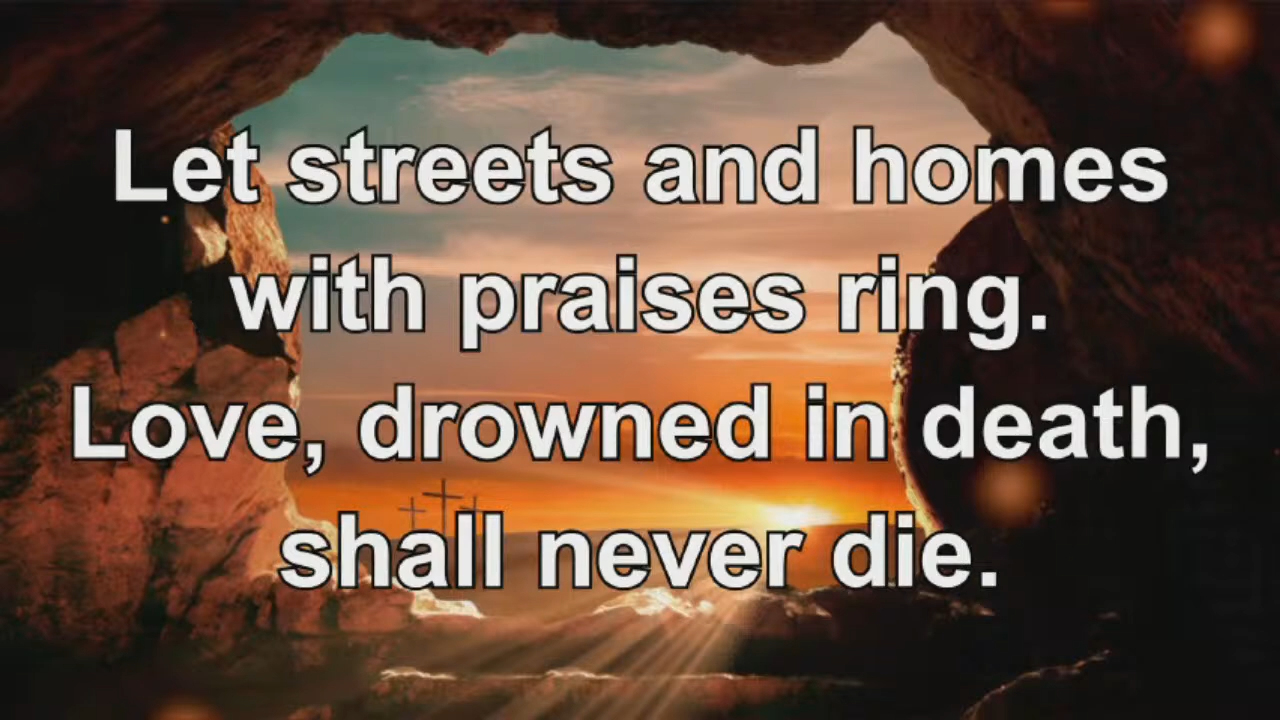 Let streets and homes
with praises ring.
Love, drowned in death,
shall never die.